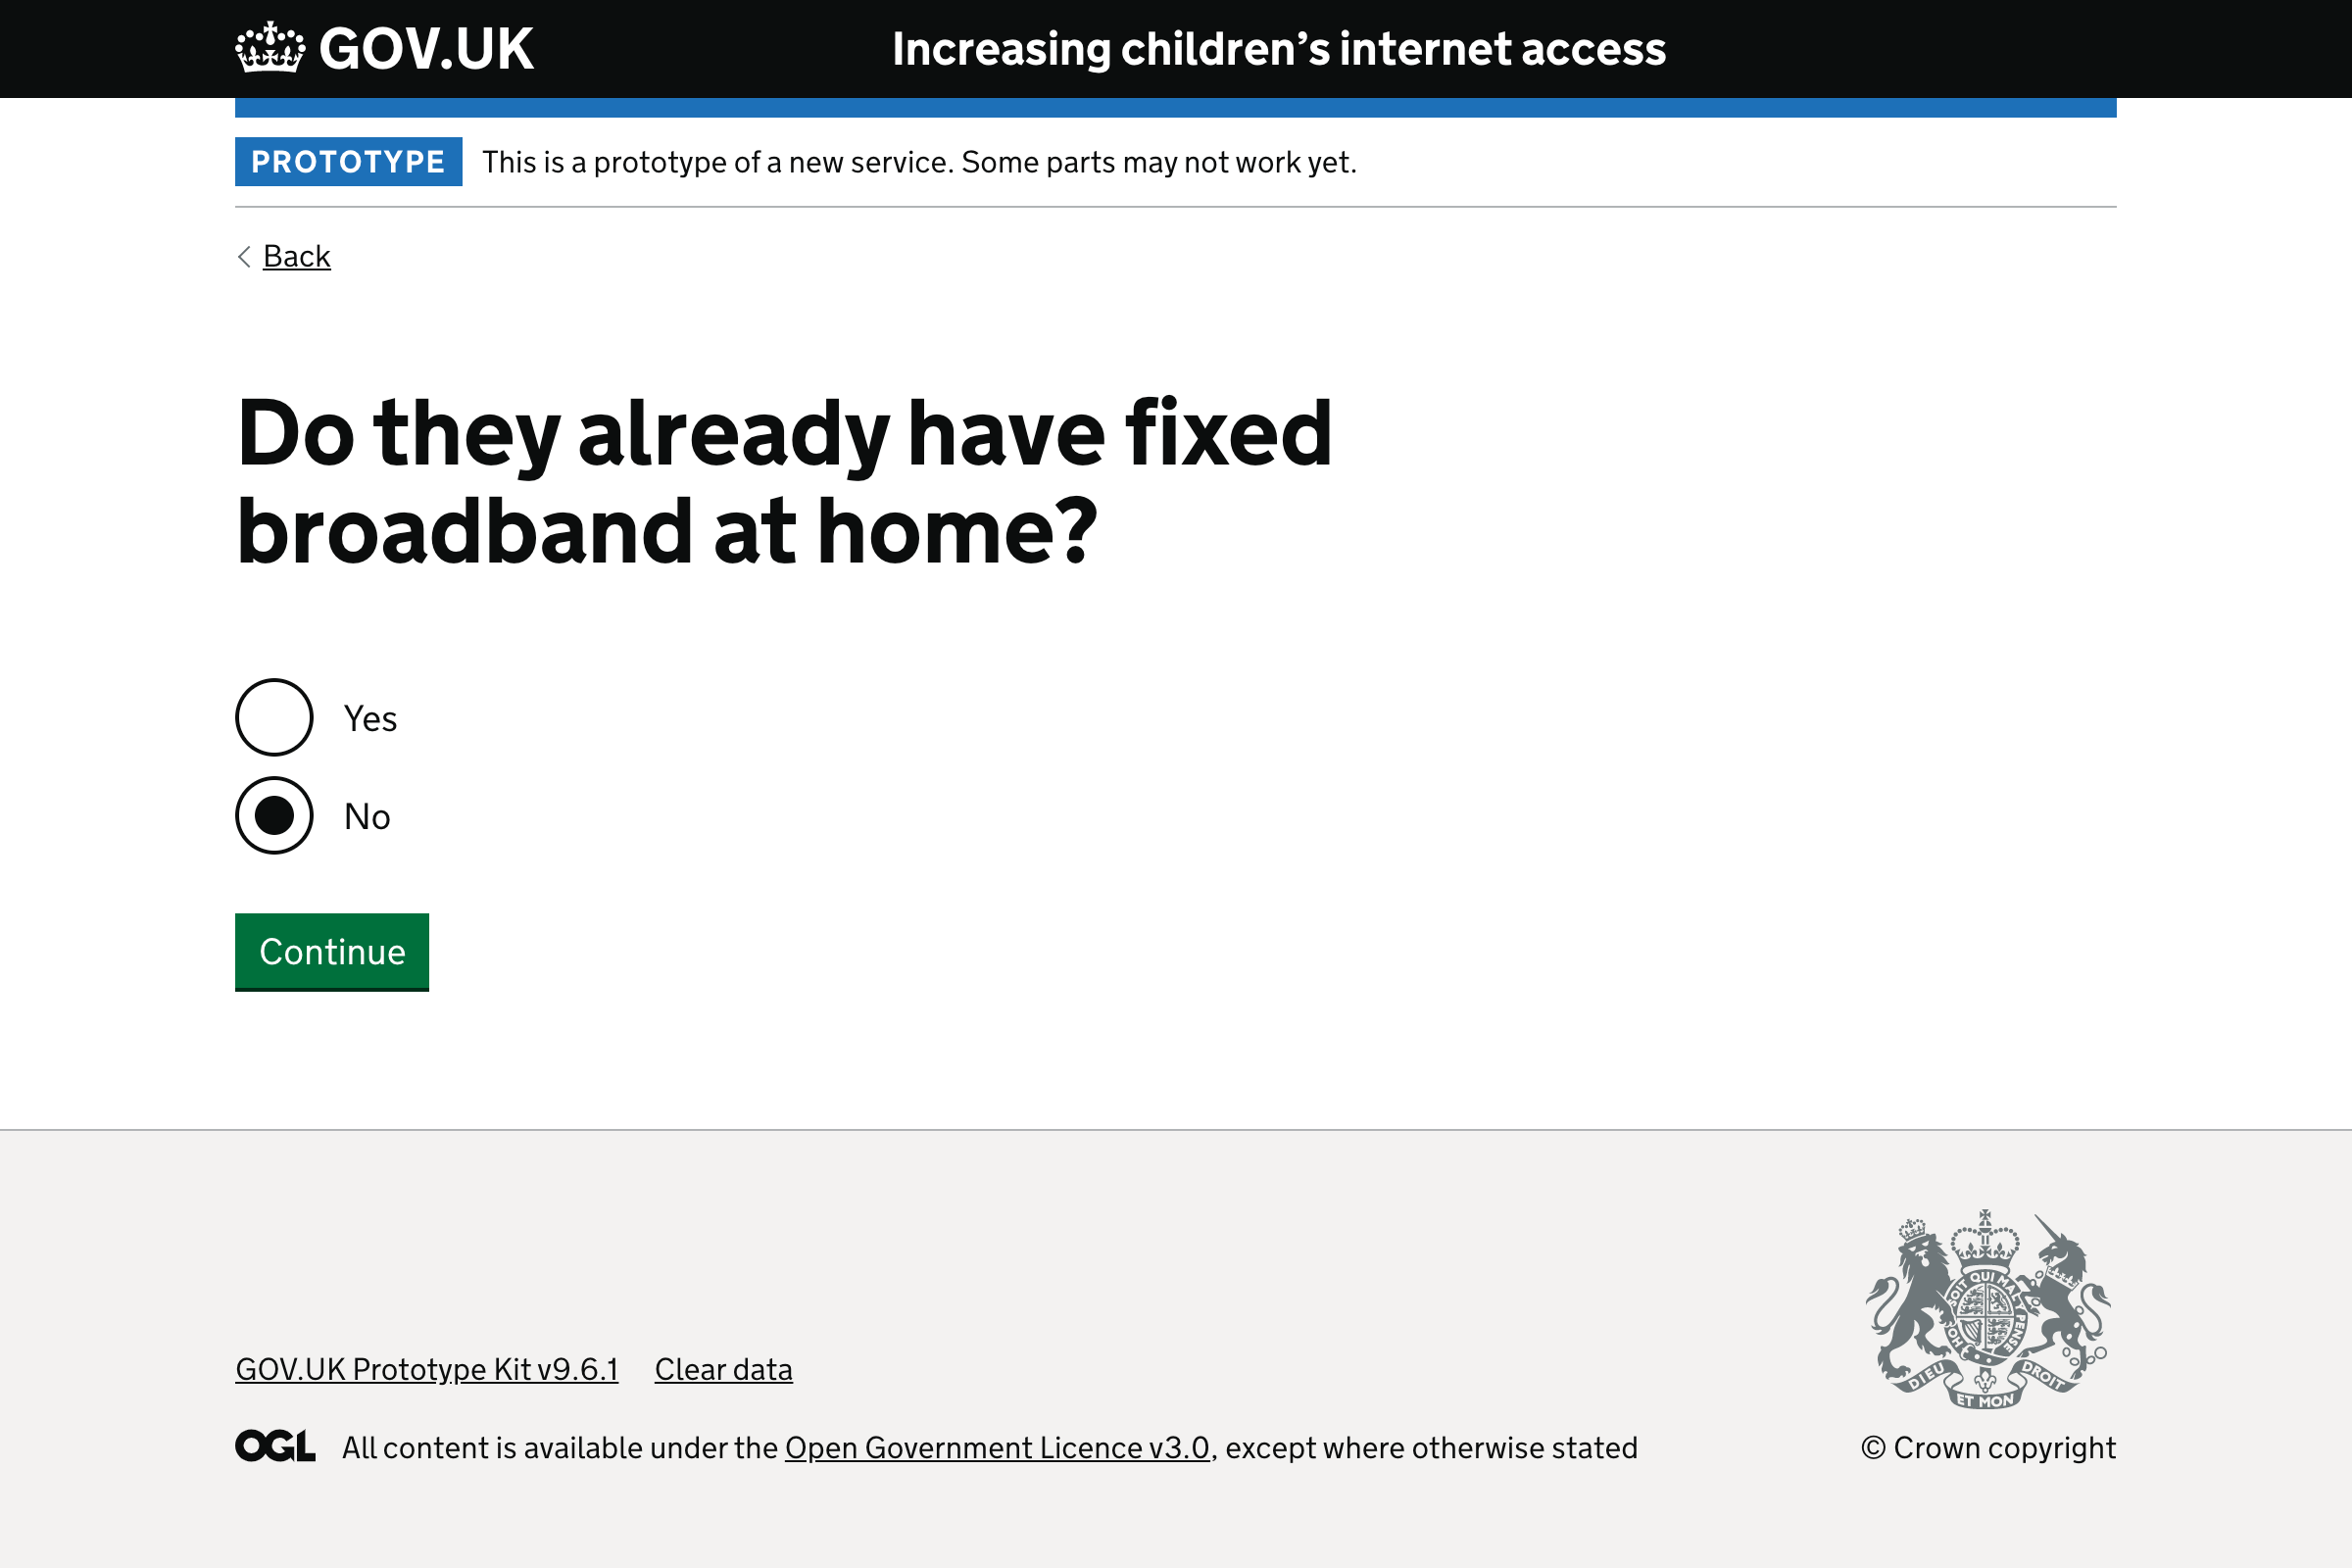 GOV.UK
Increasing children’s internet access
PROTOTYPE This is a prototype of a new service. Some parts may not work yet.
Back
Do they already have fixed
broadband at home?
Yes
No
Continue
GOV.UK Prototype Kit v9.6.1 Clear data
OGL All content is available under the Open Government Licence v3.0, except where otherwise stated
SOIT QUI MAL
PENSE
HO
DIEU
ET MON
DROIT
© Crown copyright